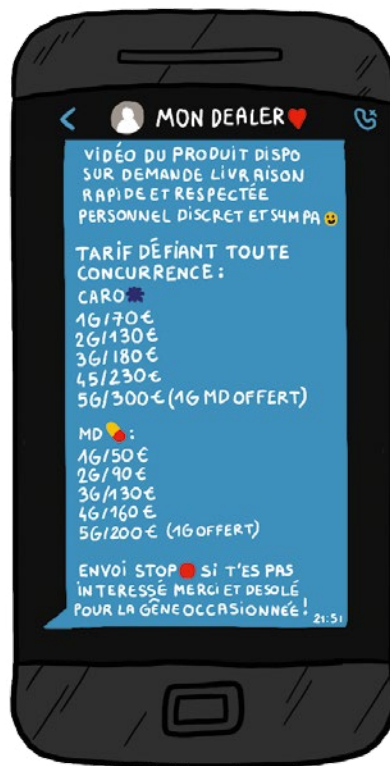 MON DEALER
VIDÉO DU PRODUIT DISPO
SUR DEMANDE LIVRAISON
RAPIDE ET RESPECTÉE
PERSONNEL DISCRET ET SYMPA
TARIF DÉFIANT TOUTE
CONCURRENCE :
CARO
1G/70€
2G/130€
3G/180€
45/230€
5G/300€ (1G MD OFFERT)
MD :
1G/50€
2G/90€
3G/130€
4G/160€
5G/200€ (1G OFFERT)
ENVOI STOP SI T'ES PAS
INTERESSÉ MERCI ET DESOLÉ
POUR LA GÊNE OCCASIONNÉE !
21:51